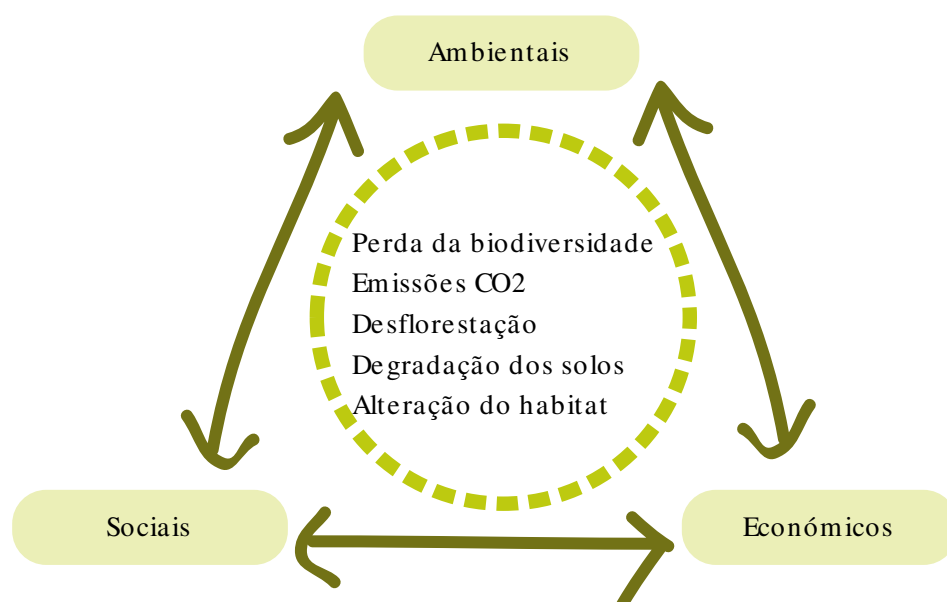 Ambientais
Perda da biodiversidade
Emissões CO2
Desflorestação
Degradação dos solos
Alteração do habitat
Sociais
Económicos